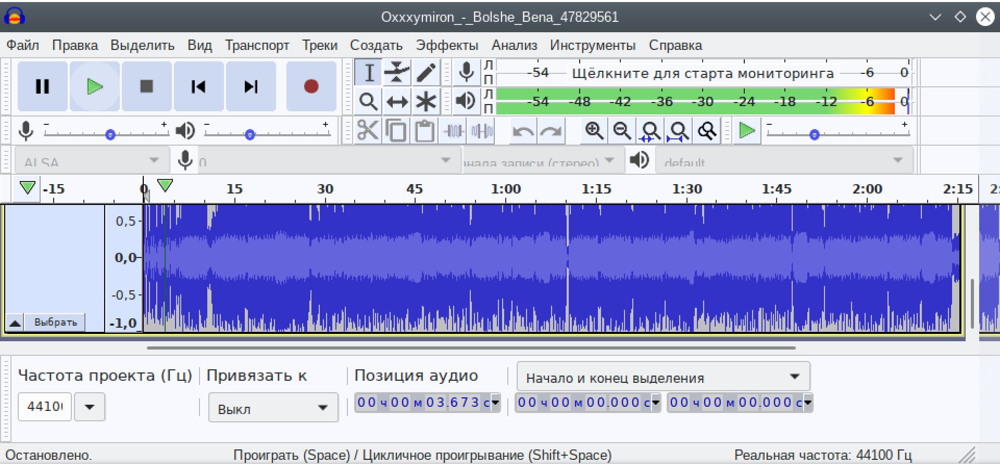 Oxxxymiron_-_Bolshe_Bena_47829561
Файл Правка Выделить Вид Транспорт Треки Создать Эффекты Анализ Инструменты Справка
Л П -54 Щёлкните для старта мониторинга -6 0
Л П -54 -48 -42 -36 -30 -24 -18 -12 -6 0
- + - + - +
ALSA 0 анала записи (стерео) default
-15 0 15 30 45 1:00 1:15 1:30 1:45 2:00 2:15
0,5
0,0
-0,5
-1,0
Выбрать
Частота проекта (Гц) Привязать к Позиция аудио Начало и конец выделения
44100 Выкл 00 ч 00 м 03.673 с 00 ч 00 м 00.000 с 00 ч 00 м 00.000 с
Остановлено. Проиграть (Space) / Цикличное проигрывание (Shift+Space) Реальная частота: 44100 Гц